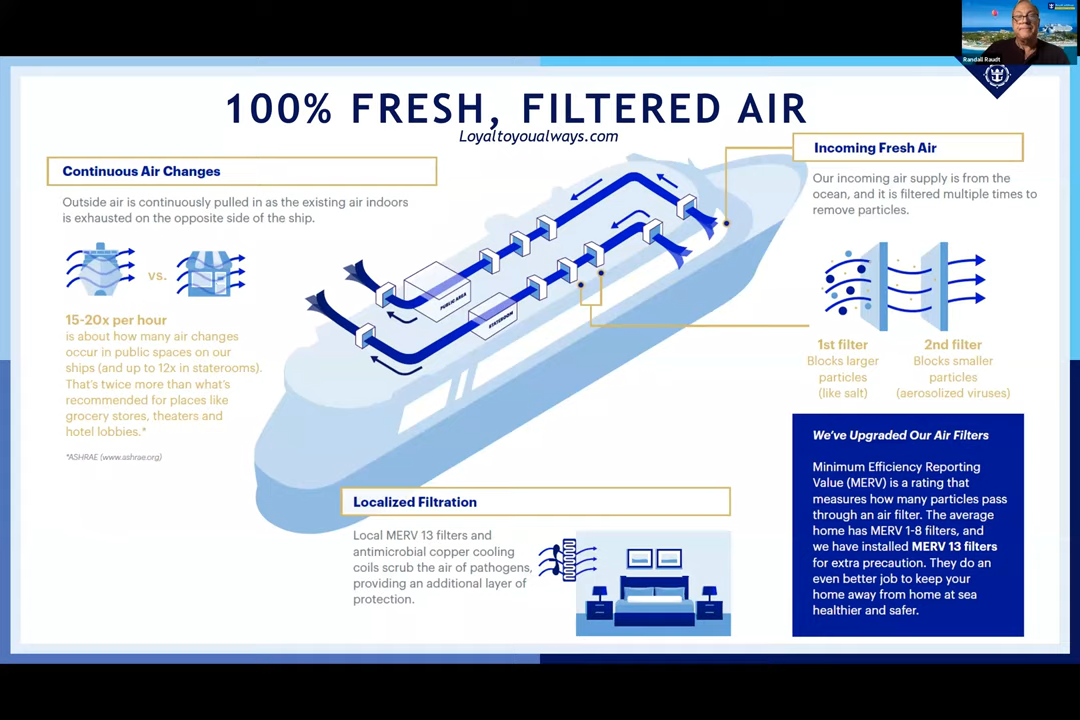 Randall Raudt
100% FRESH, FILTERED AIR
Loyaltoyoualways.com
Continuous Air Changes
Outside air is continuously pulled in as the existing air indoors
is exhausted on the opposite side of the ship.
vs.
15-20x per hour
is about how many air changes
occur in public spaces on our
ships (and up to 12x in staterooms).
That's twice more than what's
recommended for places like
grocery stores, theaters and
hotel lobbies.*
*ASHRAE (www.ashrae.org)
PUBLIC AREA
STATEROOM
Incoming Fresh Air
Our incoming air supply is from the
ocean, and it is filtered multiple times to
remove particles.
1st filter
Blocks larger
particles
(like salt)
2nd filter
Blocks smaller
particles
(aerosolized viruses)
Localized Filtration
Local MERV 13 filters and
antimicrobial copper cooling
coils scrub the air of pathogens,
providing an additional layer of
protection.
We've Upgraded Our Air Filters
Minimum Efficiency Reporting
Value (MERV) is a rating that
measures how many particles pass
through an air filter. The average
home has MERV 1-8 filters, and
we have installed MERV 13 filters
for extra precaution. They do an
even better job to keep your
home away from home at sea
healthier and safer.